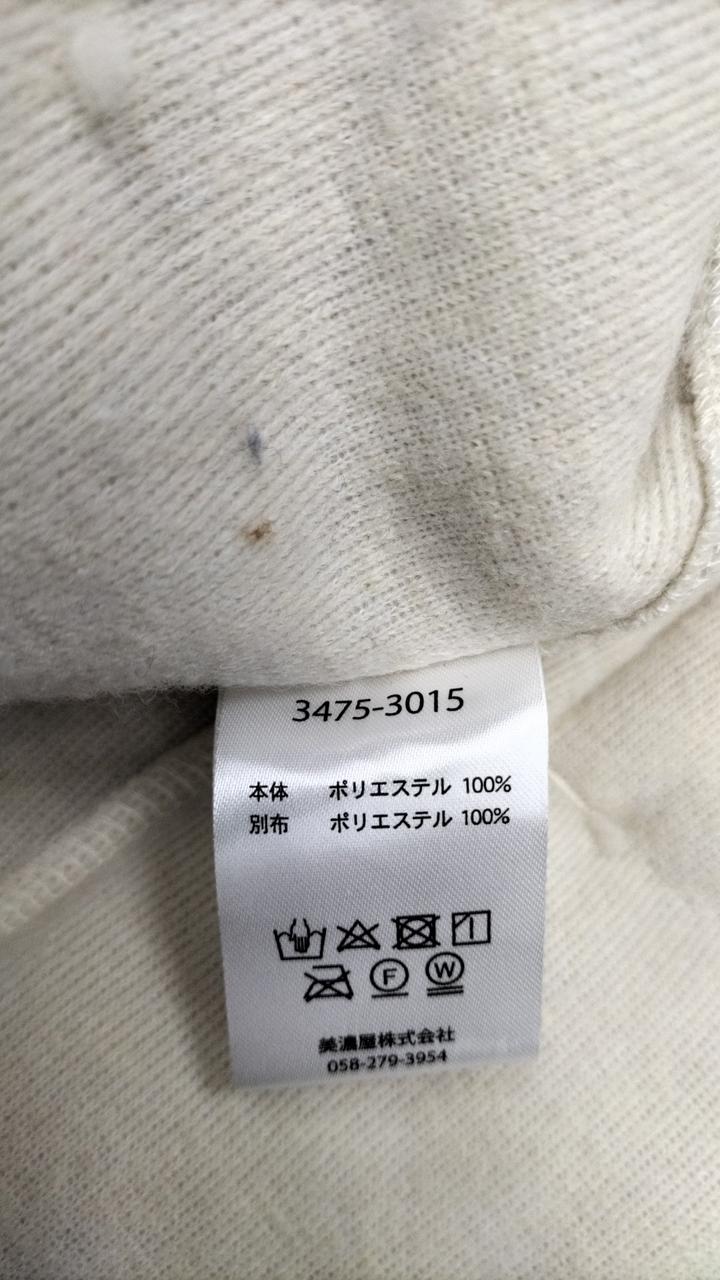 3475-3015
本体 ポリエステル 100%
別布 ポリエステル 100%
F W
美濃屋株式会社
058-279-3954